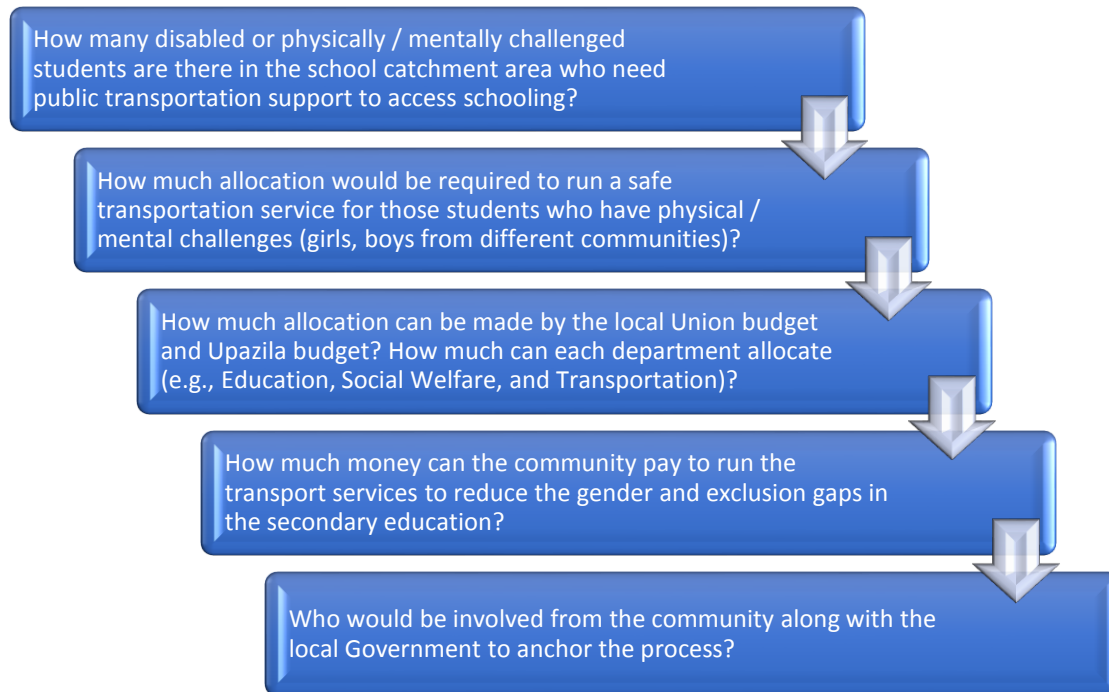 How many disabled or physically / mentally challenged
students are there in the school catchment area who need
public transportation support to access schooling?
How much allocation would be required to run a safe
transportation service for those students who have physical /
mental challenges (girls, boys from different communities)?
How much allocation can be made by the local Union budget
and Upazila budget? How much can each department allocate
(e.g., Education, Social Welfare, and Transportation)?
How much money can the community pay to run the
transport services to reduce the gender and exclusion gaps in
the secondary education?
Who would be involved from the community along with the
local Government to anchor the process?